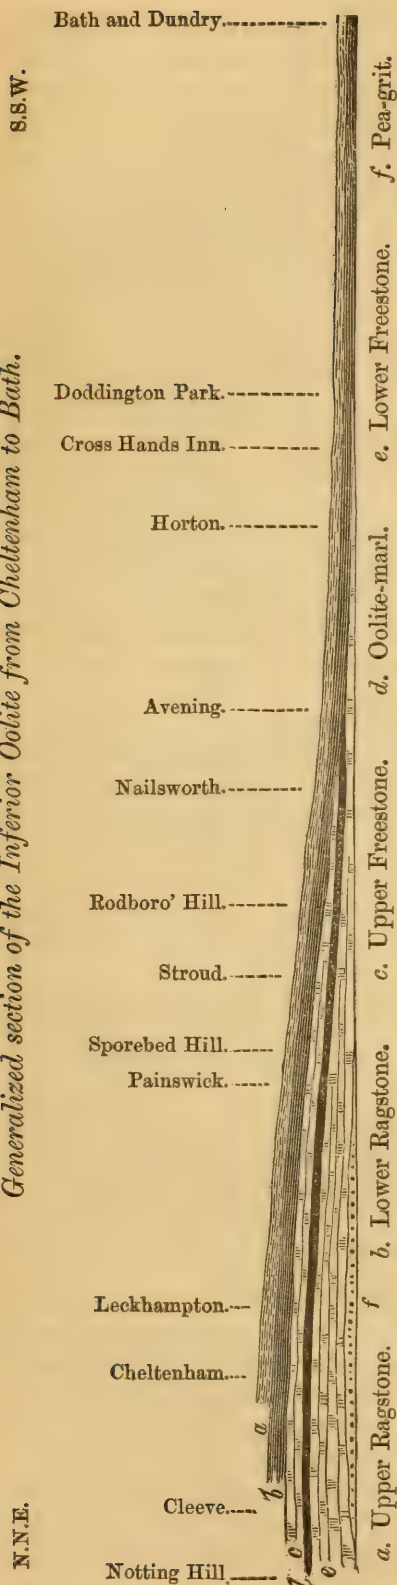 Generalized section of the Inferior Oolite from Cheltenham to Bath.
N.N.E.
S.S.W.
Bath and Dundry.
Doddington Park.
Cross Hands Inn.
Horton.
Avening.
Nailsworth.
Rodboro' Hill.
Stroud.
Sporebed Hill.
Painswick.
Leckhampton.
Cheltenham.
Cleeve.
Notting Hill
a
b
c
d
e
f
a. Upper Ragstone.
b. Lower Ragstone.
c. Upper Freestone.
d. Oolite-marl.
e. Lower Freestone.
f. Pea-grit.